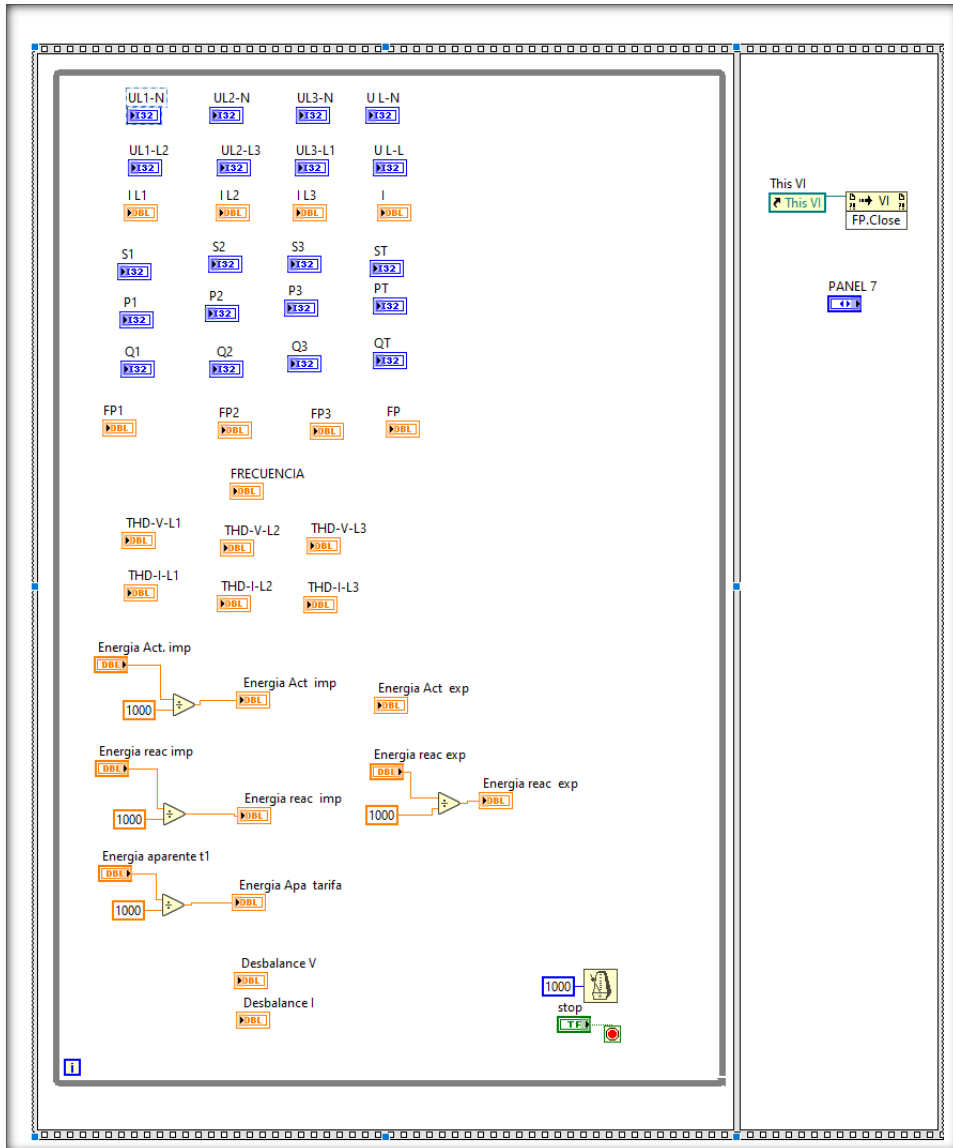 UL1-N UL2-N UL3-N U L-N
I32 I32 I32 I32
UL1-L2 UL2-L3 UL3-L1 U L-L
I32 I32 I32 I32
I L1 I L2 I L3 I
DBL DBL DBL DBL
This VI
This VI
VI
FP.Close
S1 S2 S3 ST
I32 I32 I32 I32
P1 P2 P3 PT
I32 I32 I32 I32
PANEL 7
Q1 Q2 Q3 QT
I32 I32 I32 I32
FP1 FP2 FP3 FP
DBL DBL DBL DBL
FRECUENCIA
DBL
THD-V-L1 THD-V-L2 THD-V-L3
DBL DBL DBL
THD-I-L1 THD-I-L2 THD-I-L3
DBL DBL DBL
Energia Act. imp
DBL
Energia Act imp Energia Act exp
1000 ÷ DBL DBL
Energia reac imp Energia reac exp
DBL DBL
Energia reac imp Energia reac exp
1000 ÷ DBL 1000 ÷ DBL
Energia aparente t1
DBL
Energia Apa tarifa
1000 ÷ DBL
Desbalance V
DBL
1000
Desbalance I
DBL
stop
TF
i